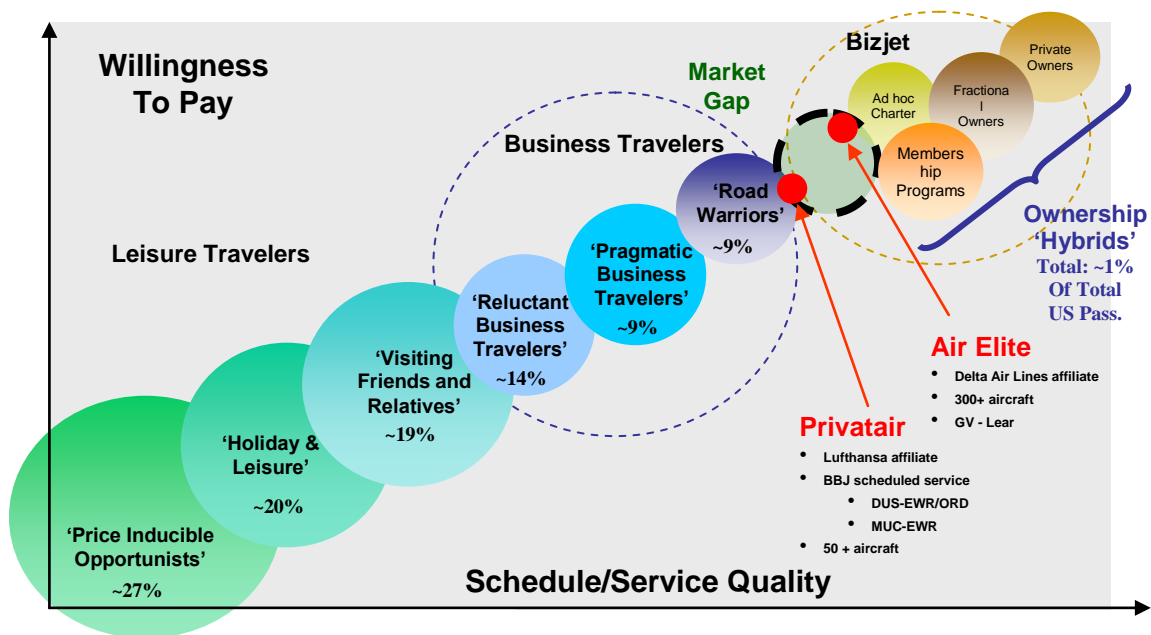 Willingness
To Pay
Market
Gap
Bizjet
Private
Owners
Ad hoc
Charter
Fractiona
l
Owners
Members
hip
Programs
Business Travelers
‘Road
Warriors’
~9%
Ownership
‘Hybrids’
Total: ~1%
Of Total
US Pass.
Leisure Travelers
‘Pragmatic
Business
Travelers’
~9%
‘Reluctant
Business
Travelers’
~14%
‘Visiting
Friends and
Relatives’
~19%
‘Holiday &
Leisure’
~20%
‘Price Inducible
Opportunists’
~27%
Air Elite
• Delta Air Lines affiliate
• 300+ aircraft
• GV - Lear
Privatair
• Lufthansa affiliate
• BBJ scheduled service
• DUS-EWR/ORD
• MUC-EWR
• 50 + aircraft
Schedule/Service Quality